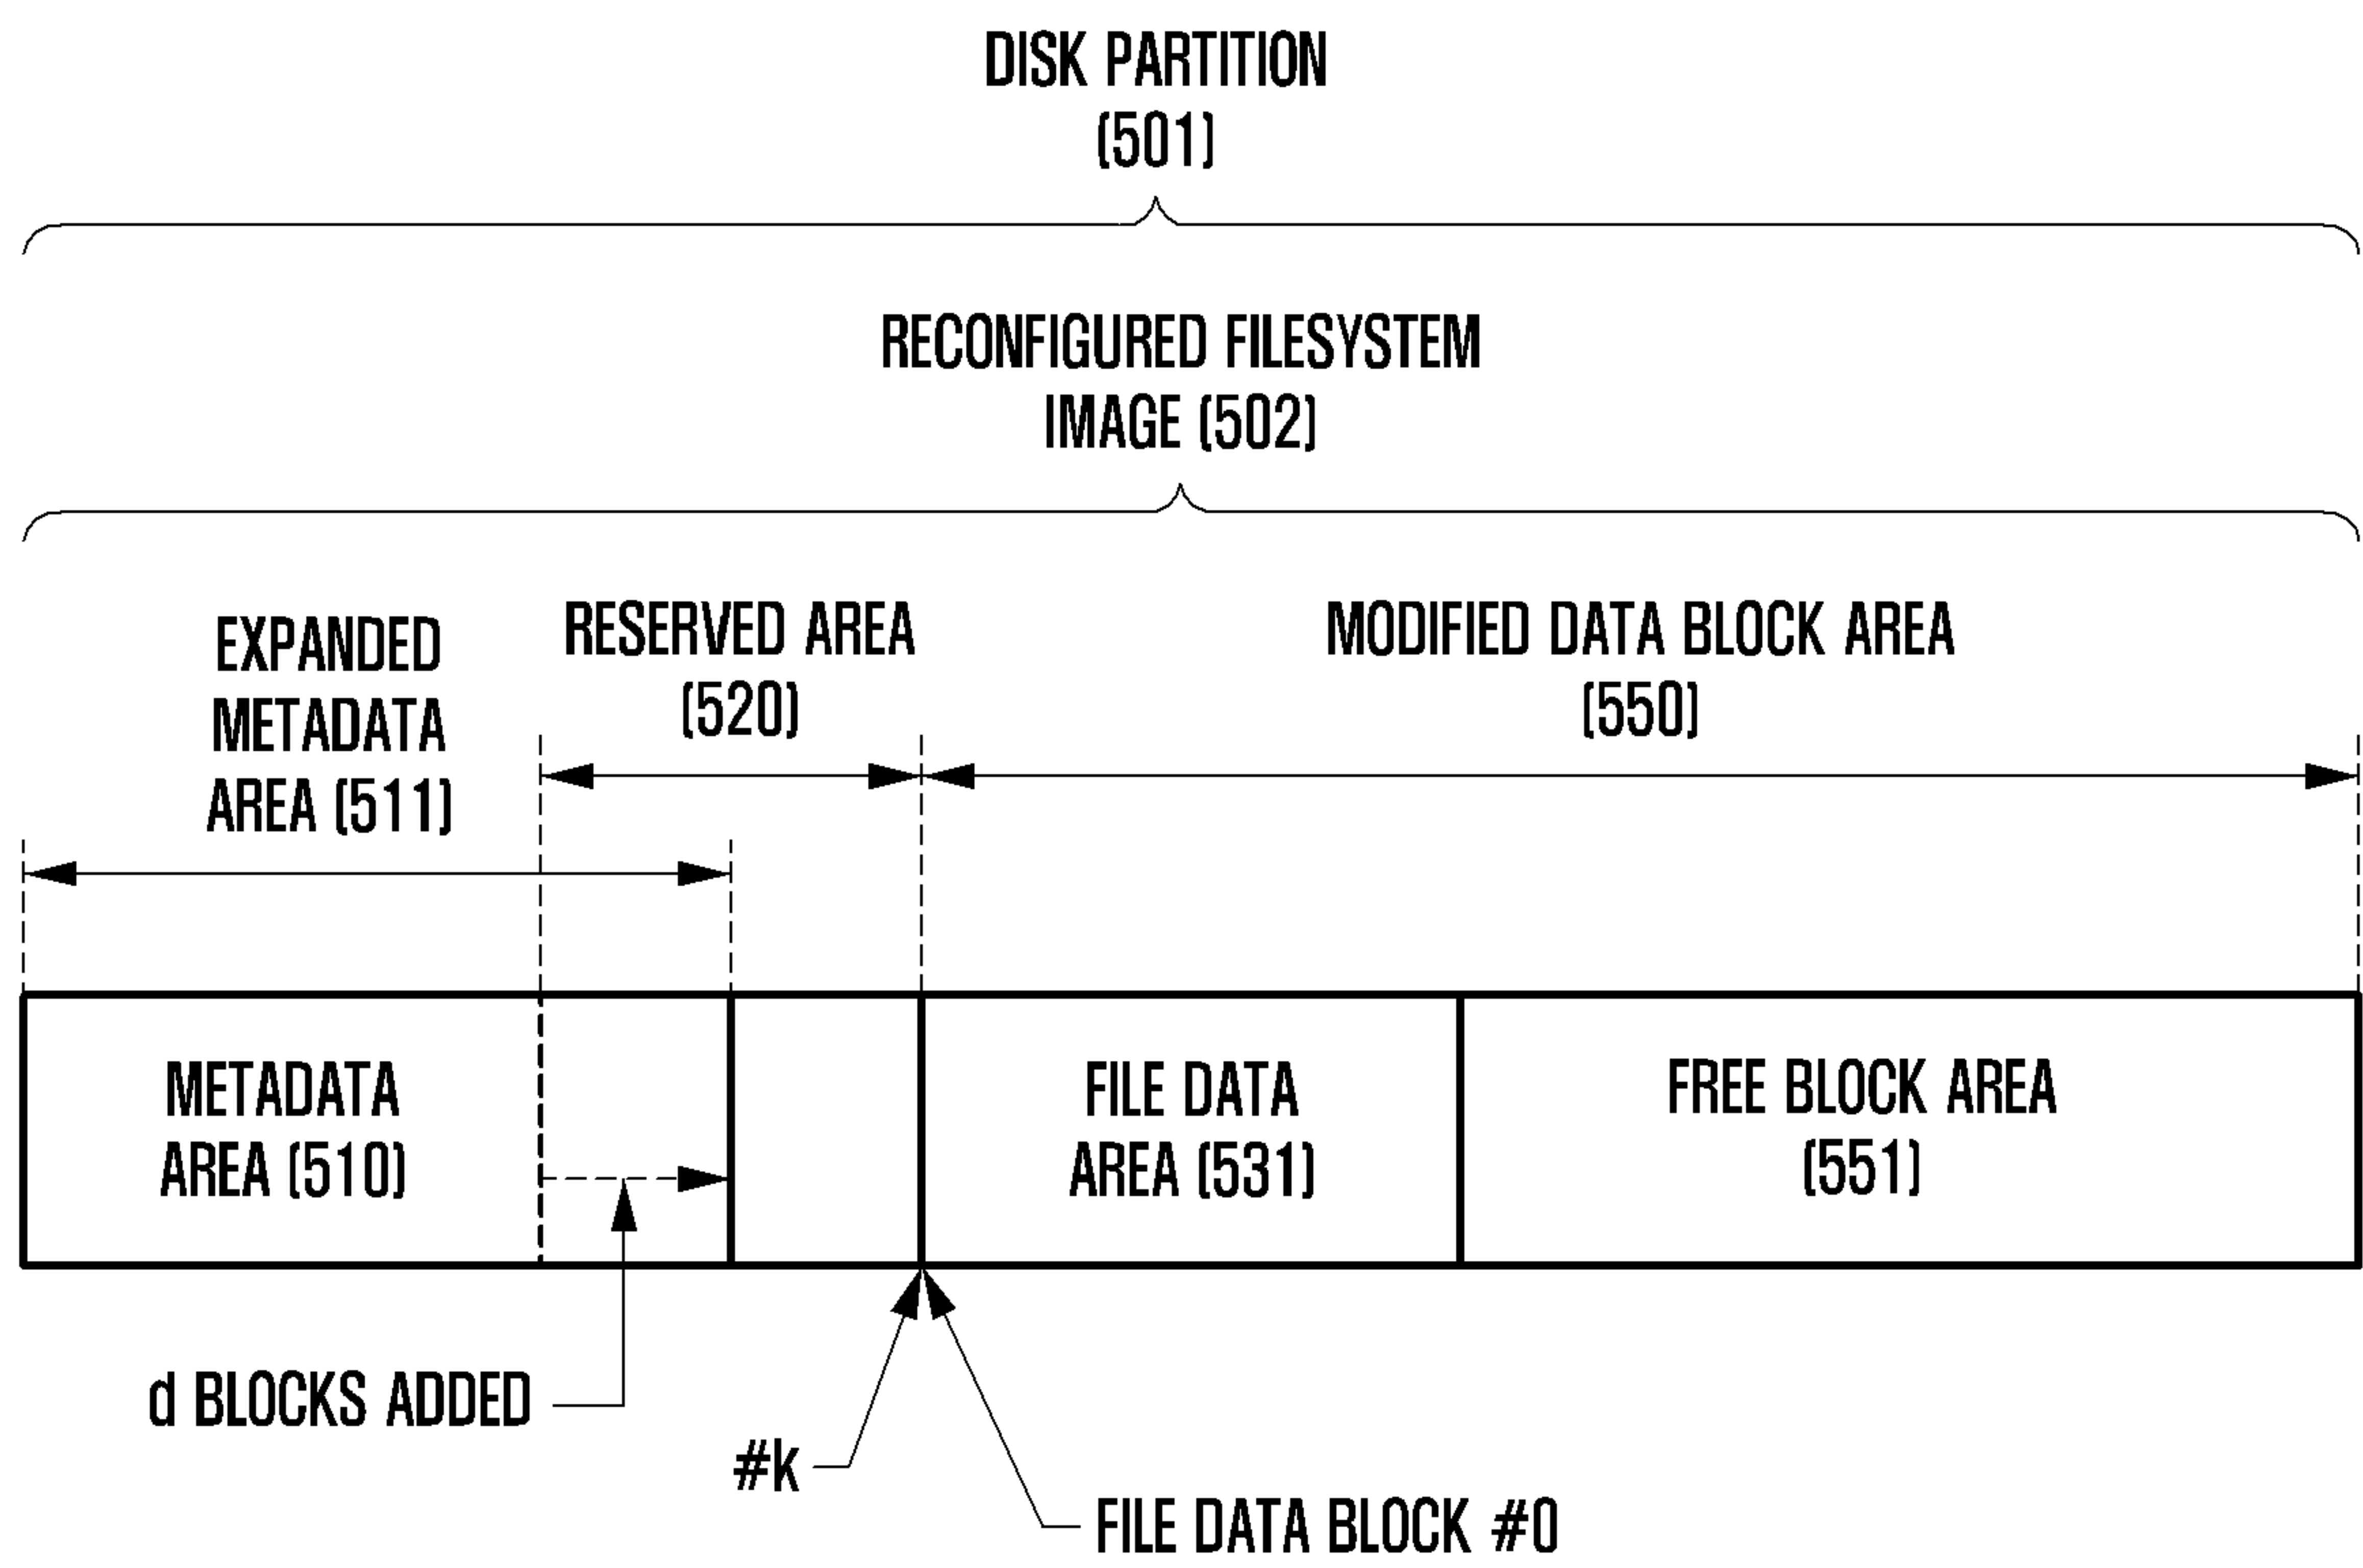 DISK PARTITION
(501)
RECONFIGURED FILESYSTEM
IMAGE (502)
EXPANDED
METADATA
AREA (511)
RESERVED AREA
(520)
MODIFIED DATA BLOCK AREA
(550)
METADATA
AREA (510)
FILE DATA
AREA (531)
FREE BLOCK AREA
(551)
d BLOCKS ADDED
#k
FILE DATA BLOCK #0